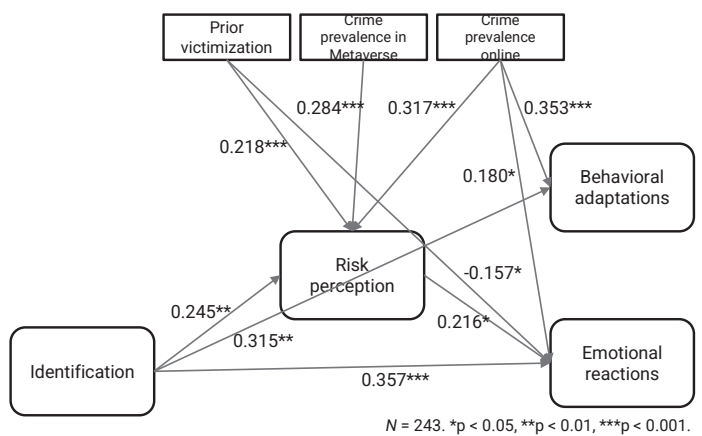 Prior
victimization
Crime
prevalence in
Metaverse
Crime
prevalence
online
0.284***
0.317***
0.353***
0.218***
0.180*
Behavioral
adaptations
Risk
perception
-0.157*
0.245**
0.216*
0.315**
Identification
0.357***
Emotional
reactions
N = 243. *p < 0.05, **p < 0.01, ***p < 0.001.